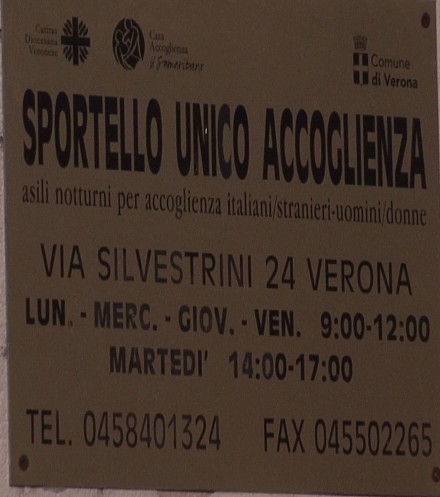 Caritas
Diocesana
Veronese
Casa
Accoglienza
il Samaritano
Comune
di Verona
SPORTELLO UNICO ACCOGLIENZA
asili notturni per accoglienza italiani/stranieri-uomini/donne
VIA SILVESTRINI 24 VERONA
LUN. - MERC. - GIOV. - VEN. 9:00-12:00
MARTEDI' 14:00-17:00
TEL. 0458401324 FAX 045502265